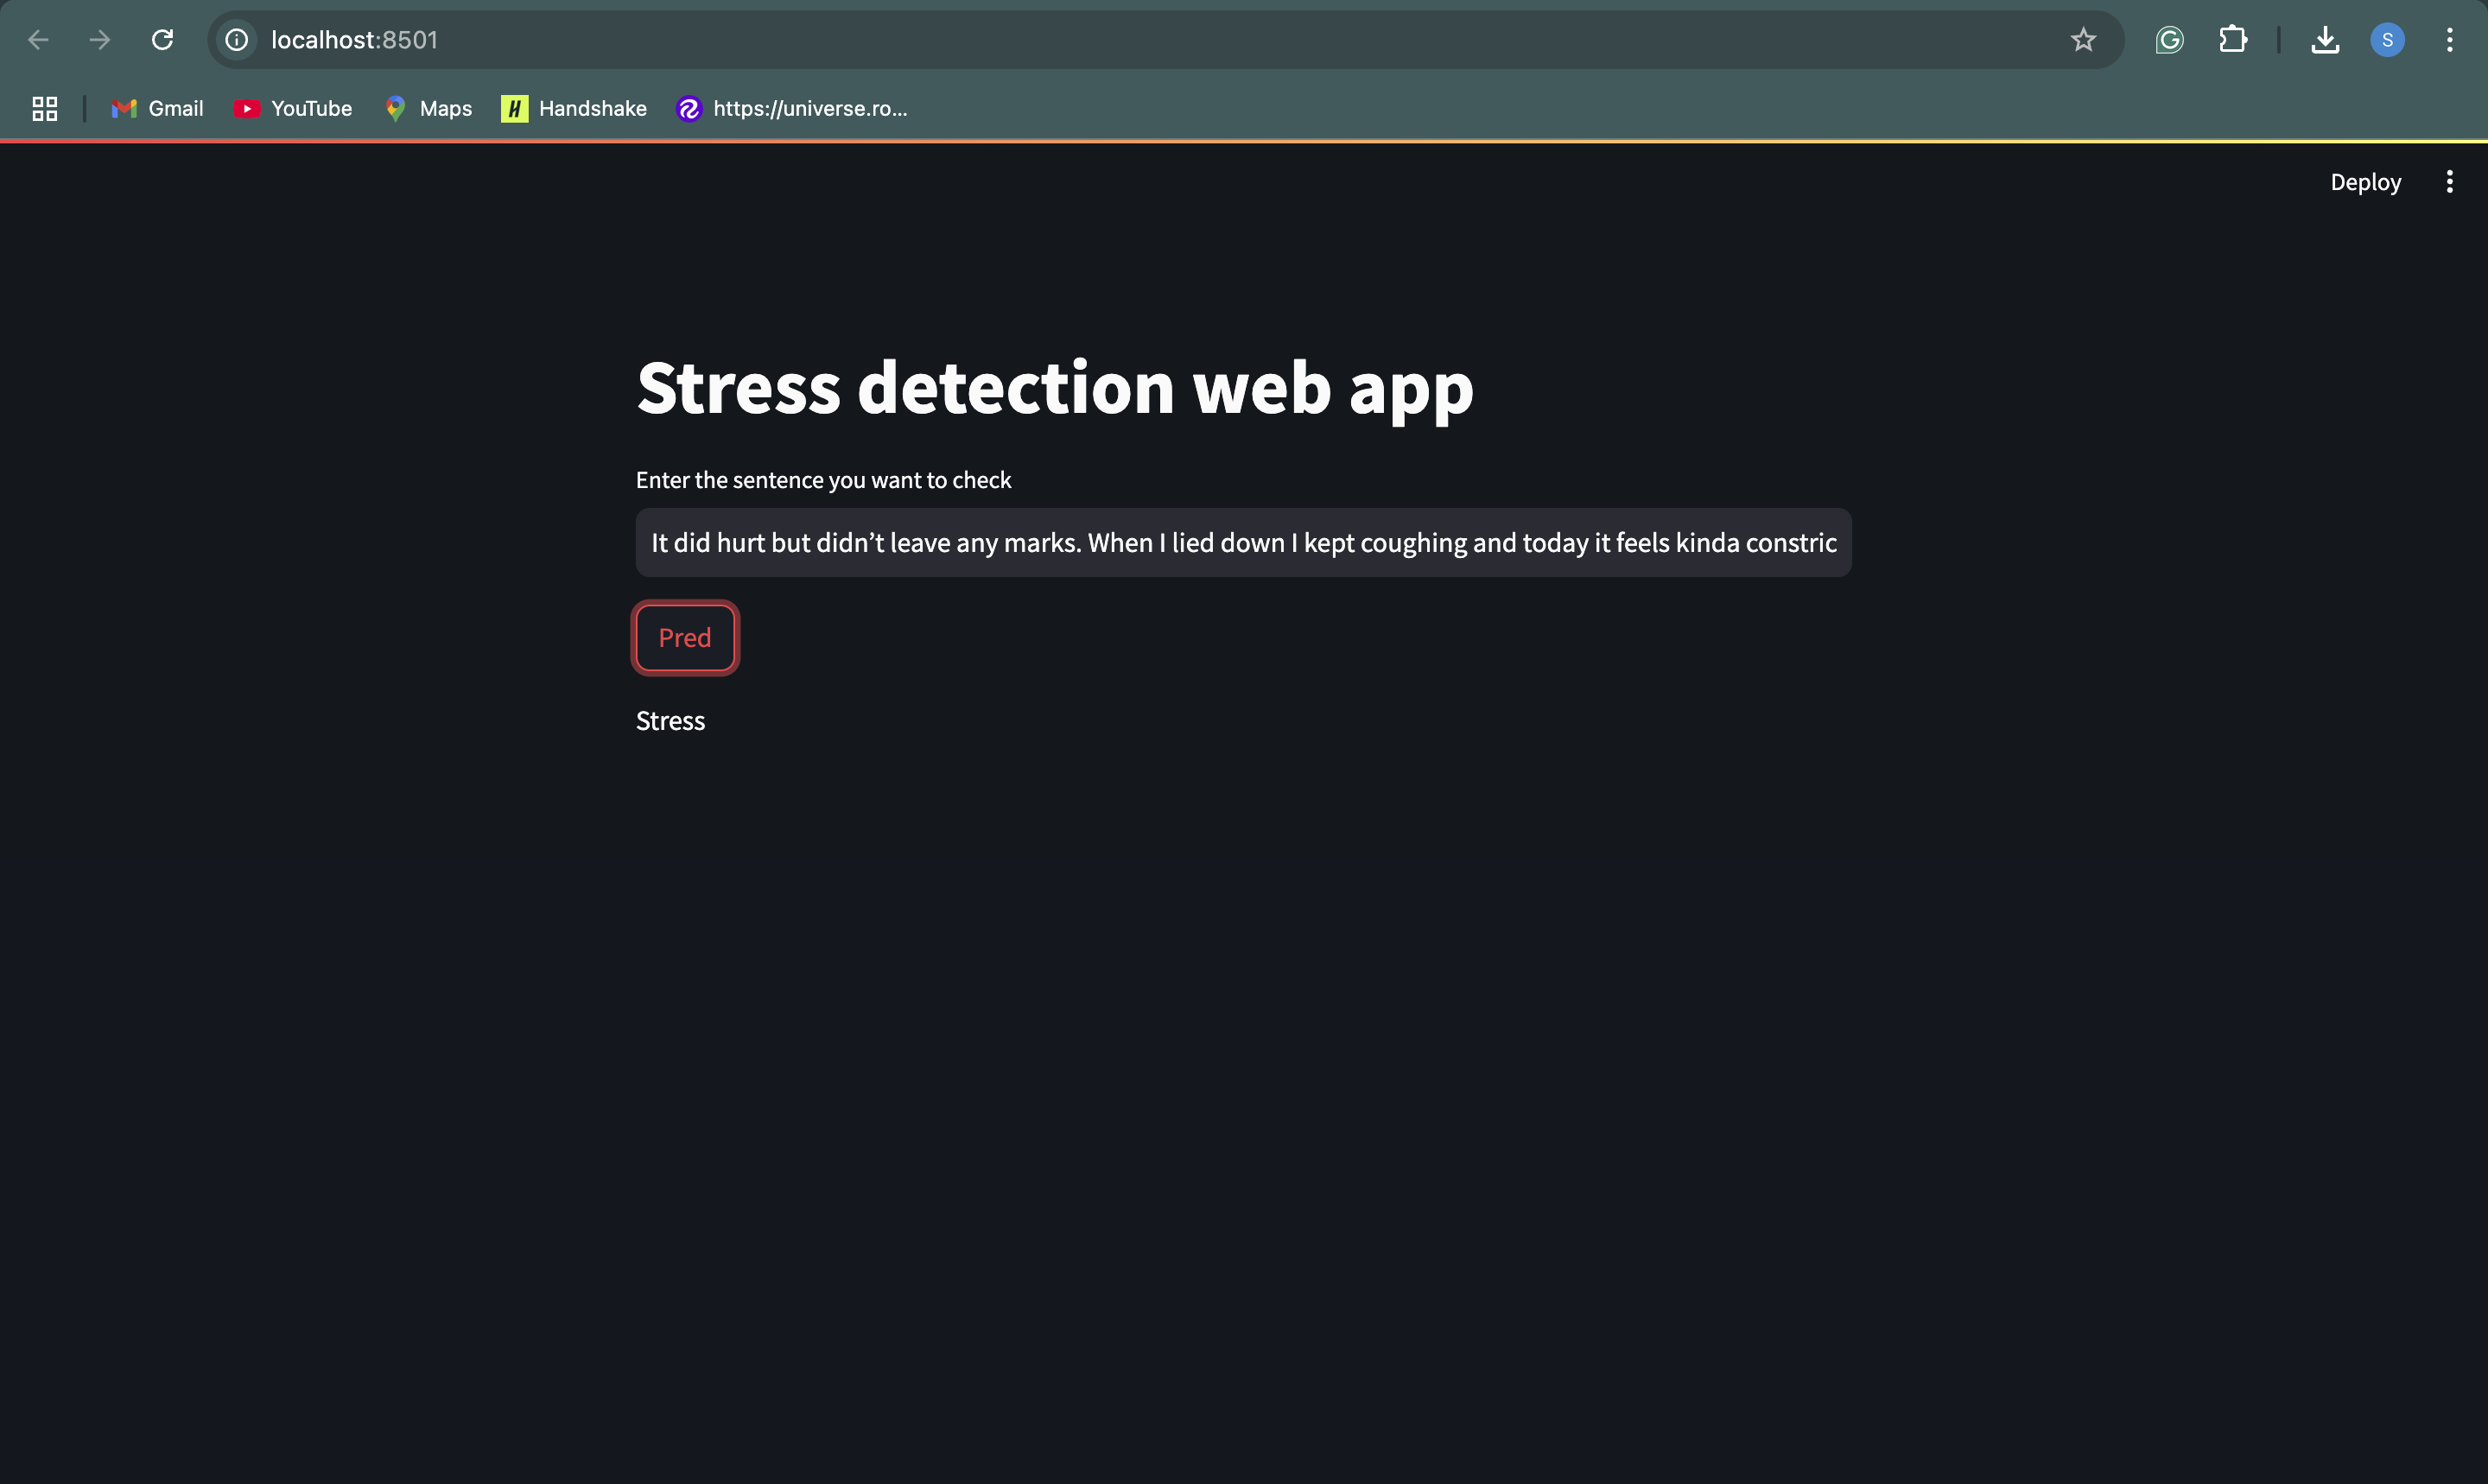 localhost:8501
Gmail YouTube Maps Handshake https://universe.ro...
Deploy
Stress detection web app
Enter the sentence you want to check
It did hurt but didn’t leave any marks. When I lied down I kept coughing and today it feels kinda constric
Pred
Stress
S